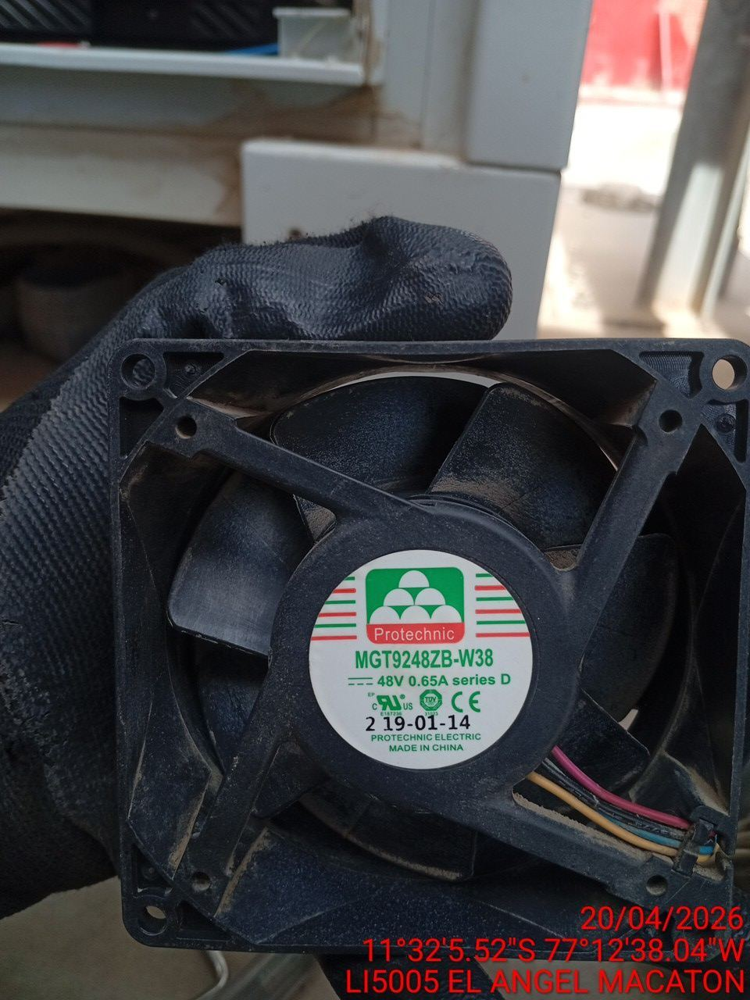 Protechnic
MGT9248ZB-W38
48V 0.65A series D
c US
E187236
TÜV
CE
2 19-01-14
PROTECHNIC ELECTRIC
MADE IN CHINA
20/04/2026
11°32'5.52"S 77°12'38.04"W
LI5005 EL ANGEL MACATON